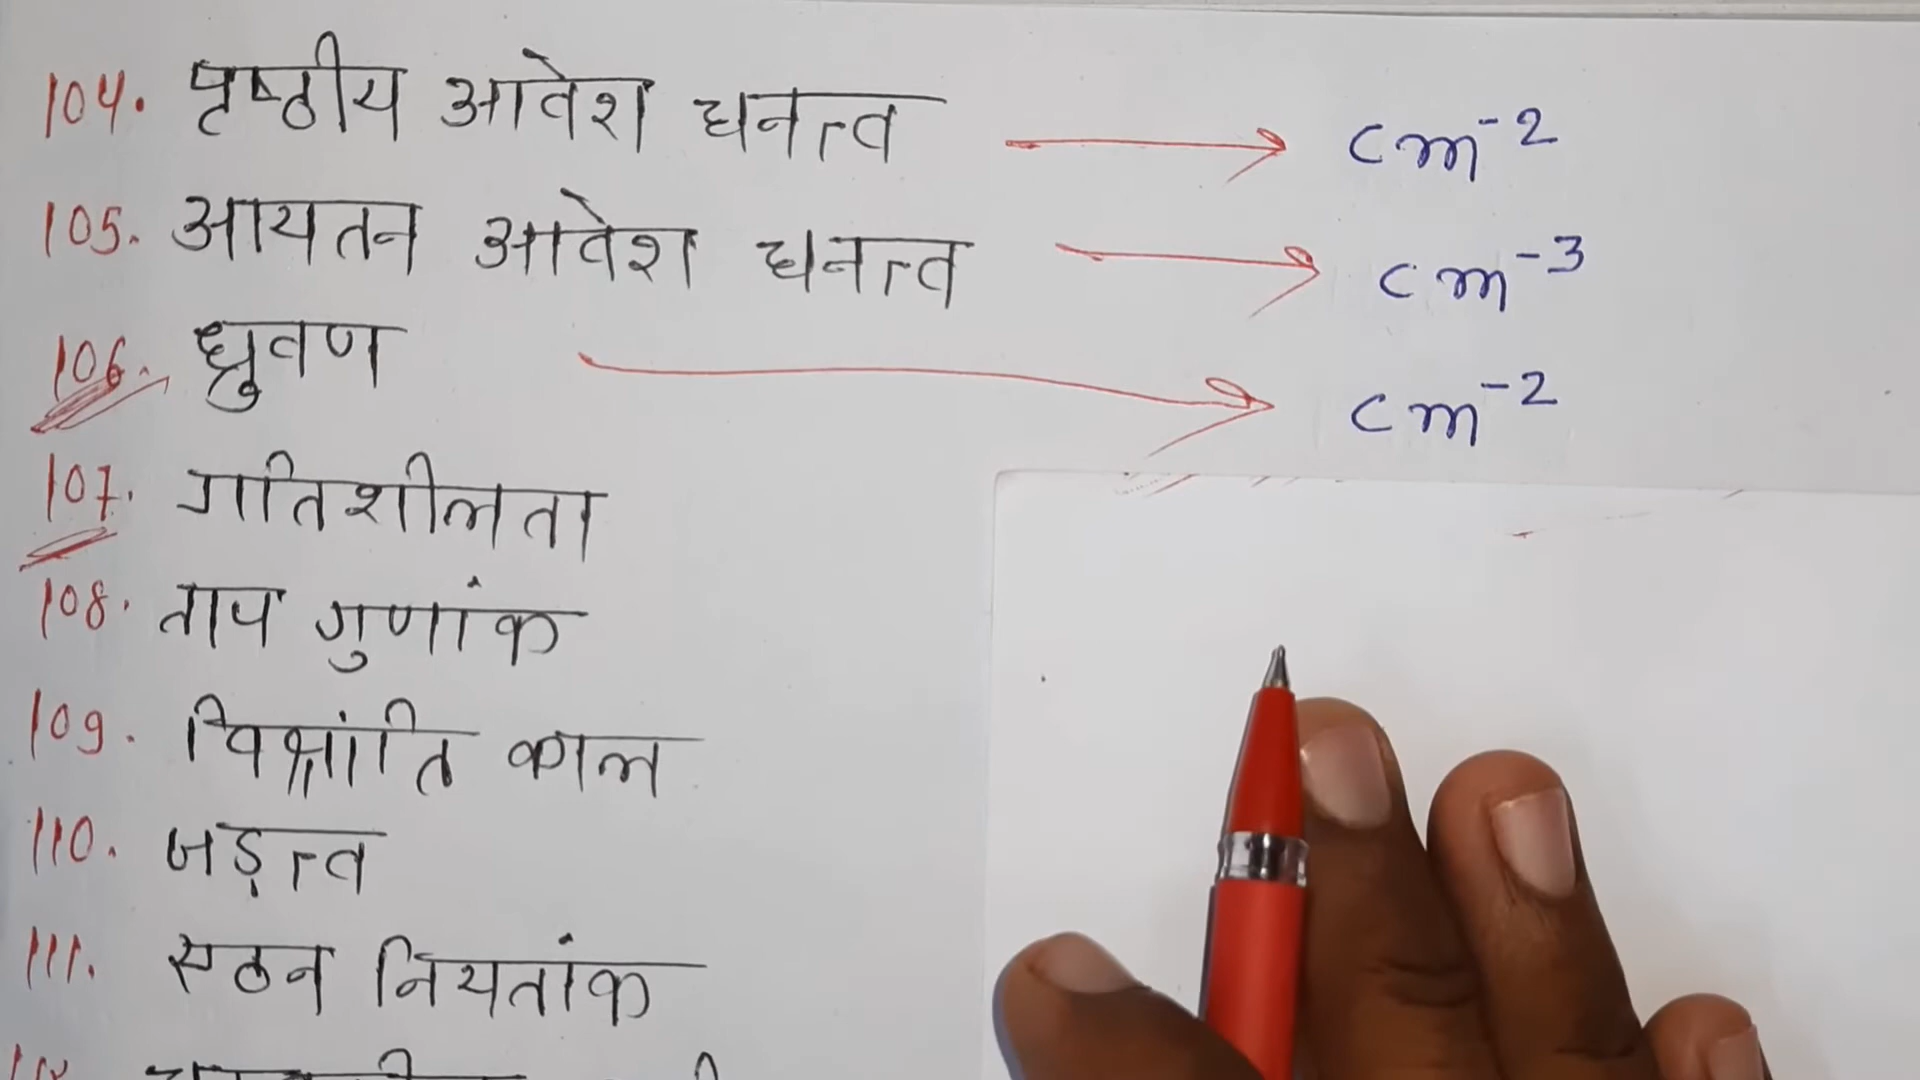 104. पृष्ठीय आवेश घनत्व → cm⁻²
105. आयतन आवेश घनत्व → cm⁻³
106. ध्रुवण → cm⁻²
107. गतिशीलता
108. ताप गुणांक
109. विश्रांति काल
110. जड़त्व
111. एठन नियतांक